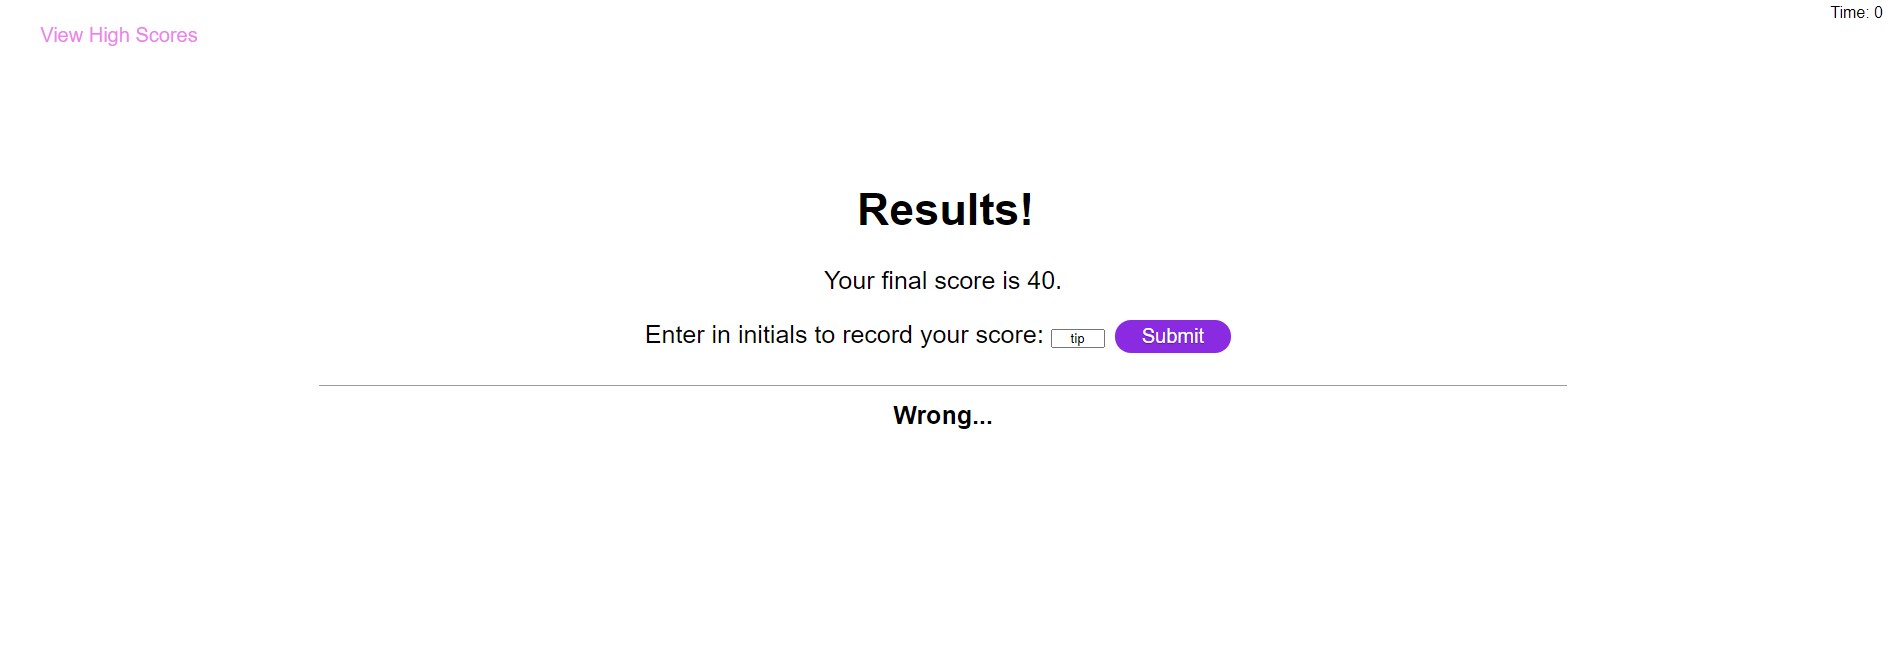 Time: 0
View High Scores
Results!
Your final score is 40.
Enter in initials to record your score: tip Submit
Wrong...